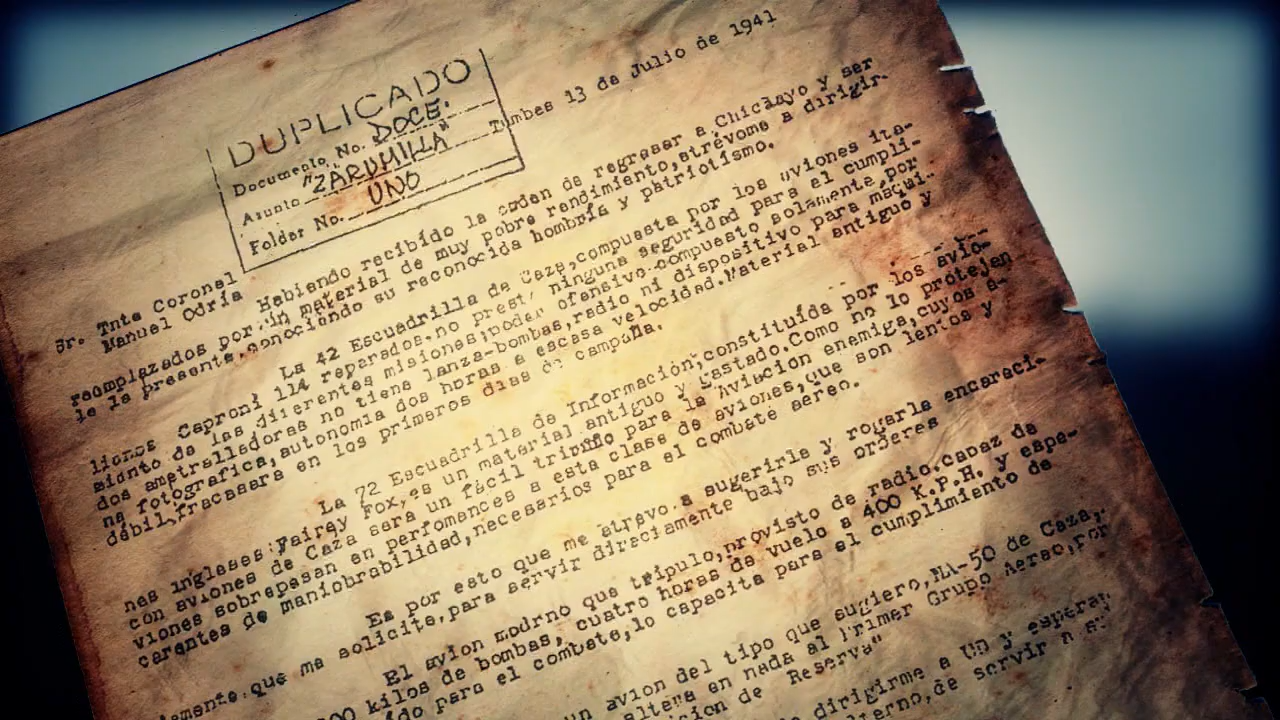 Tumbes 13 de Julio de 1941
DUPLICADO
Documento No. DOCE.
Asunto "ZARUMILLA"
Folder No. UNO
Sr. Tnte Coronel
Manuel Odría
Habiendo recibido la orden de regresar a Chiclayo y ser
reemplazados por un material de muy pobre rendimiento, atrévome a dirigir-
le la presente, conociendo su reconocida hombría y patriotismo.
La 42 Escuadrilla de Caza, compuesta por los aviones ita-
lianos Caproni 114 reparados, no prest ninguna seguridad para el cumpli-
miento de las diferentes misiones, poder ofensivo compuesto solamente por
dos ametralladoras no tiene lanza-bombas, radio ni dispositivo para máqui-
na fotografica, autonomia dos horas a escasa velocidad. Material antiguo y
débil, fracasara en los primeros dias de campaña.
La 72 Escuadrilla de Información, constituída por los avio-
nes ingleses: Fairey Fox, es un material antiguo y gastado. Como no lo protejen
con aviones de Caza será un fácil tributo para la Aviación enemiga, cuyos a-
viones sobrepasan en perfomances a esta clase de aviones, que son lentos y
carentes de maniobrabilidad, necesarios para el combate aéreo.
Es por esto que me atrevo a sugerirle y rogarle encareci-
damente, que me solicite, para servir directamente bajo sus orderes
El avion modrno que tripulo, provisto de radio, capaz de
kilos de bombas, cuatro horas de vuelo a 400 K.P.H. y espe-
do para el combate, lo capacita para el cumplimiento de
un avion del tipo que sugiero, NA-50 de Caza,
altera en nada al Primer Grupo Aereo, por
de Reserva"
dirigirme a UD y esperar
de servir a